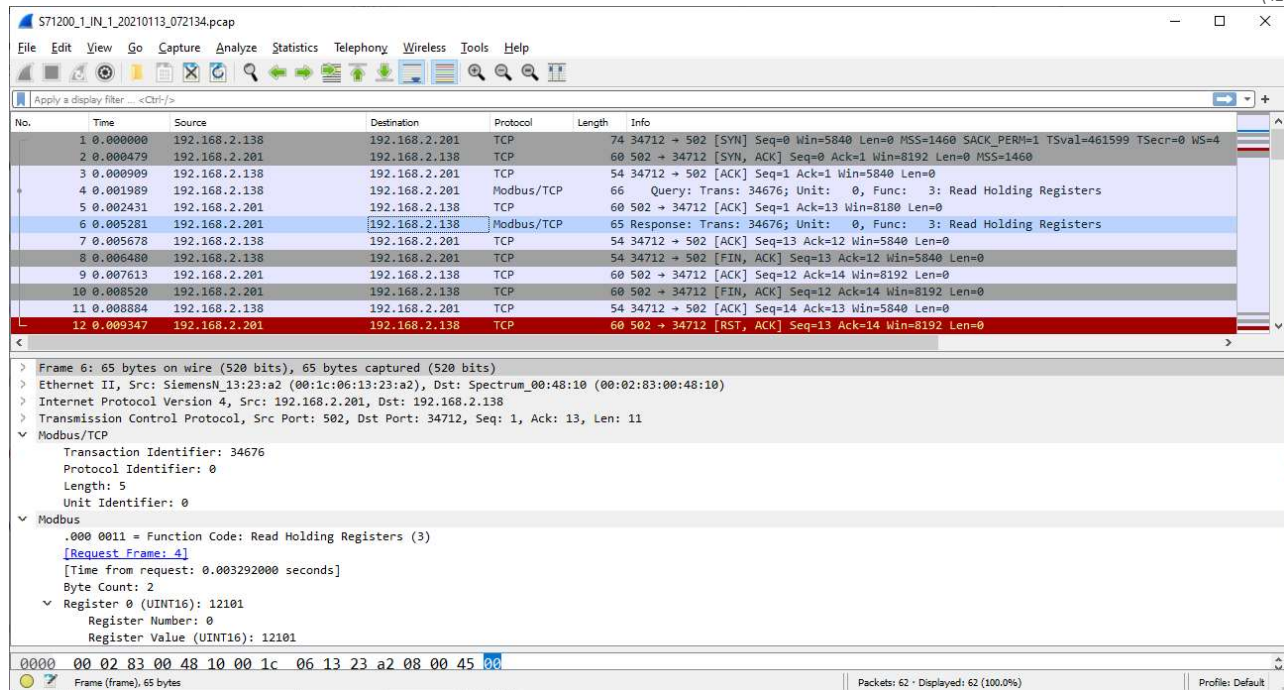 S71200_1_IN_1_20210113_072134.pcap
File Edit View Go Capture Analyze Statistics Telephony Wireless Tools Help
Apply a display filter ... <Ctrl-/>
No. Time Source Destination Protocol Length Info
1 0.000000 192.168.2.138 192.168.2.201 TCP 74 34712 → 502 [SYN] Seq=0 Win=5840 Len=0 MSS=1460 SACK_PERM=1 TSval=461599 TSecr=0 WS=4
2 0.000479 192.168.2.201 192.168.2.138 TCP 60 502 → 34712 [SYN, ACK] Seq=0 Ack=1 Win=8192 Len=0 MSS=1460
3 0.000909 192.168.2.138 192.168.2.201 TCP 54 34712 → 502 [ACK] Seq=1 Ack=1 Win=5840 Len=0
4 0.001989 192.168.2.138 192.168.2.201 Modbus/TCP 66 Query: Trans: 34676; Unit: 0, Func: 3: Read Holding Registers
5 0.002431 192.168.2.201 192.168.2.138 TCP 60 502 → 34712 [ACK] Seq=1 Ack=13 Win=8180 Len=0
6 0.005281 192.168.2.201 192.168.2.138 Modbus/TCP 65 Response: Trans: 34676; Unit: 0, Func: 3: Read Holding Registers
7 0.005678 192.168.2.138 192.168.2.201 TCP 54 34712 → 502 [ACK] Seq=13 Ack=12 Win=5840 Len=0
8 0.006480 192.168.2.138 192.168.2.201 TCP 54 34712 → 502 [FIN, ACK] Seq=13 Ack=12 Win=5840 Len=0
9 0.007613 192.168.2.201 192.168.2.138 TCP 60 502 → 34712 [ACK] Seq=12 Ack=14 Win=8192 Len=0
10 0.008520 192.168.2.201 192.168.2.138 TCP 60 502 → 34712 [FIN, ACK] Seq=12 Ack=14 Win=8192 Len=0
11 0.008884 192.168.2.138 192.168.2.201 TCP 54 34712 → 502 [ACK] Seq=14 Ack=13 Win=5840 Len=0
12 0.009347 192.168.2.201 192.168.2.138 TCP 60 502 → 34712 [RST, ACK] Seq=13 Ack=14 Win=8192 Len=0
Frame 6: 65 bytes on wire (520 bits), 65 bytes captured (520 bits)
Ethernet II, Src: SiemensN_13:23:a2 (00:1c:06:13:23:a2), Dst: Spectrum_00:48:10 (00:02:83:00:48:10)
Internet Protocol Version 4, Src: 192.168.2.201, Dst: 192.168.2.138
Transmission Control Protocol, Src Port: 502, Dst Port: 34712, Seq: 1, Ack: 13, Len: 11
Modbus/TCP
Transaction Identifier: 34676
Protocol Identifier: 0
Length: 5
Unit Identifier: 0
Modbus
.000 0011 = Function Code: Read Holding Registers (3)
[Request Frame: 4]
[Time from request: 0.003292000 seconds]
Byte Count: 2
Register 0 (UINT16): 12101
Register Number: 0
Register Value (UINT16): 12101
0000 00 02 83 00 48 10 00 1c 06 13 23 a2 08 00 45 00
Frame (frame), 65 bytes Packets: 62 · Displayed: 62 (100.0%) Profile: Default